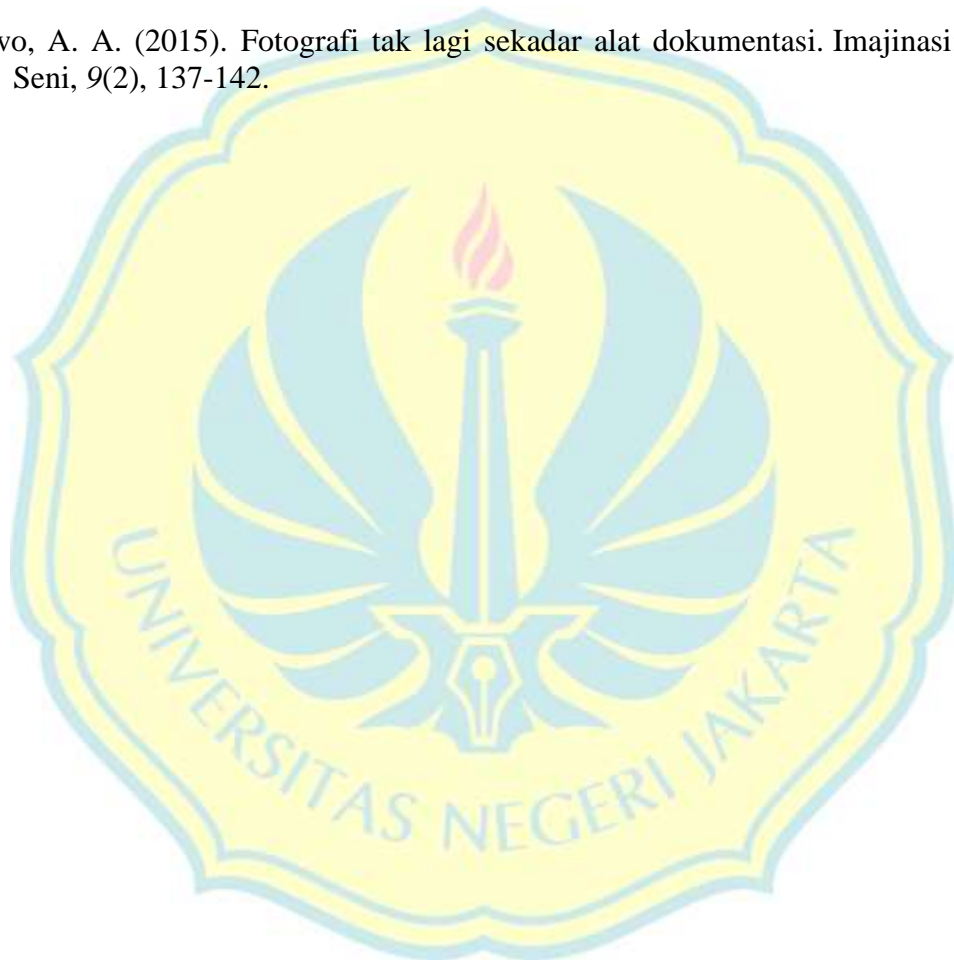 vo, A. A. (2015). Fotografi tak lagi sekadar alat dokumentasi. Imajinasi
Seni, 9(2), 137-142.
UNIVERSITAS NEGERI JAKARTA